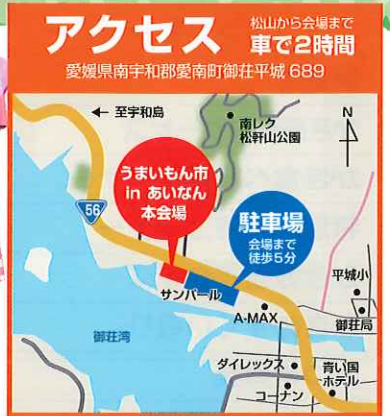 アクセス
松山から会場まで
車で2時間
愛媛県南宇和郡愛南町御荘平城 689
← 至宇和島
南レク
松軒山公園
N
うまいもん市
in あいなん
本会場
56
駐車場
会場まで
徒歩5分
サンパール
平城小
御荘局
A-MAX
御荘湾
ダイレックス
青い国
ホテル
コーナン